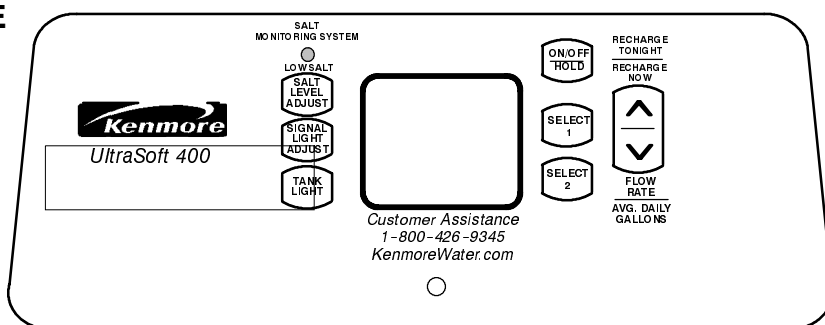 E
SALT
MONITORING SYSTEM
LOW SALT
SALT
LEVEL
ADJUST
SIGNAL
LIGHT
ADJUST
TANK
LIGHT
Kenmore
UltraSoft 400
Customer Assistance
1-800-426-9345
KenmoreWater.com
ON/OFF
HOLD
SELECT
1
SELECT
2
RECHARGE
TONIGHT
RECHARGE
NOW
FLOW
RATE
AVG. DAILY
GALLONS